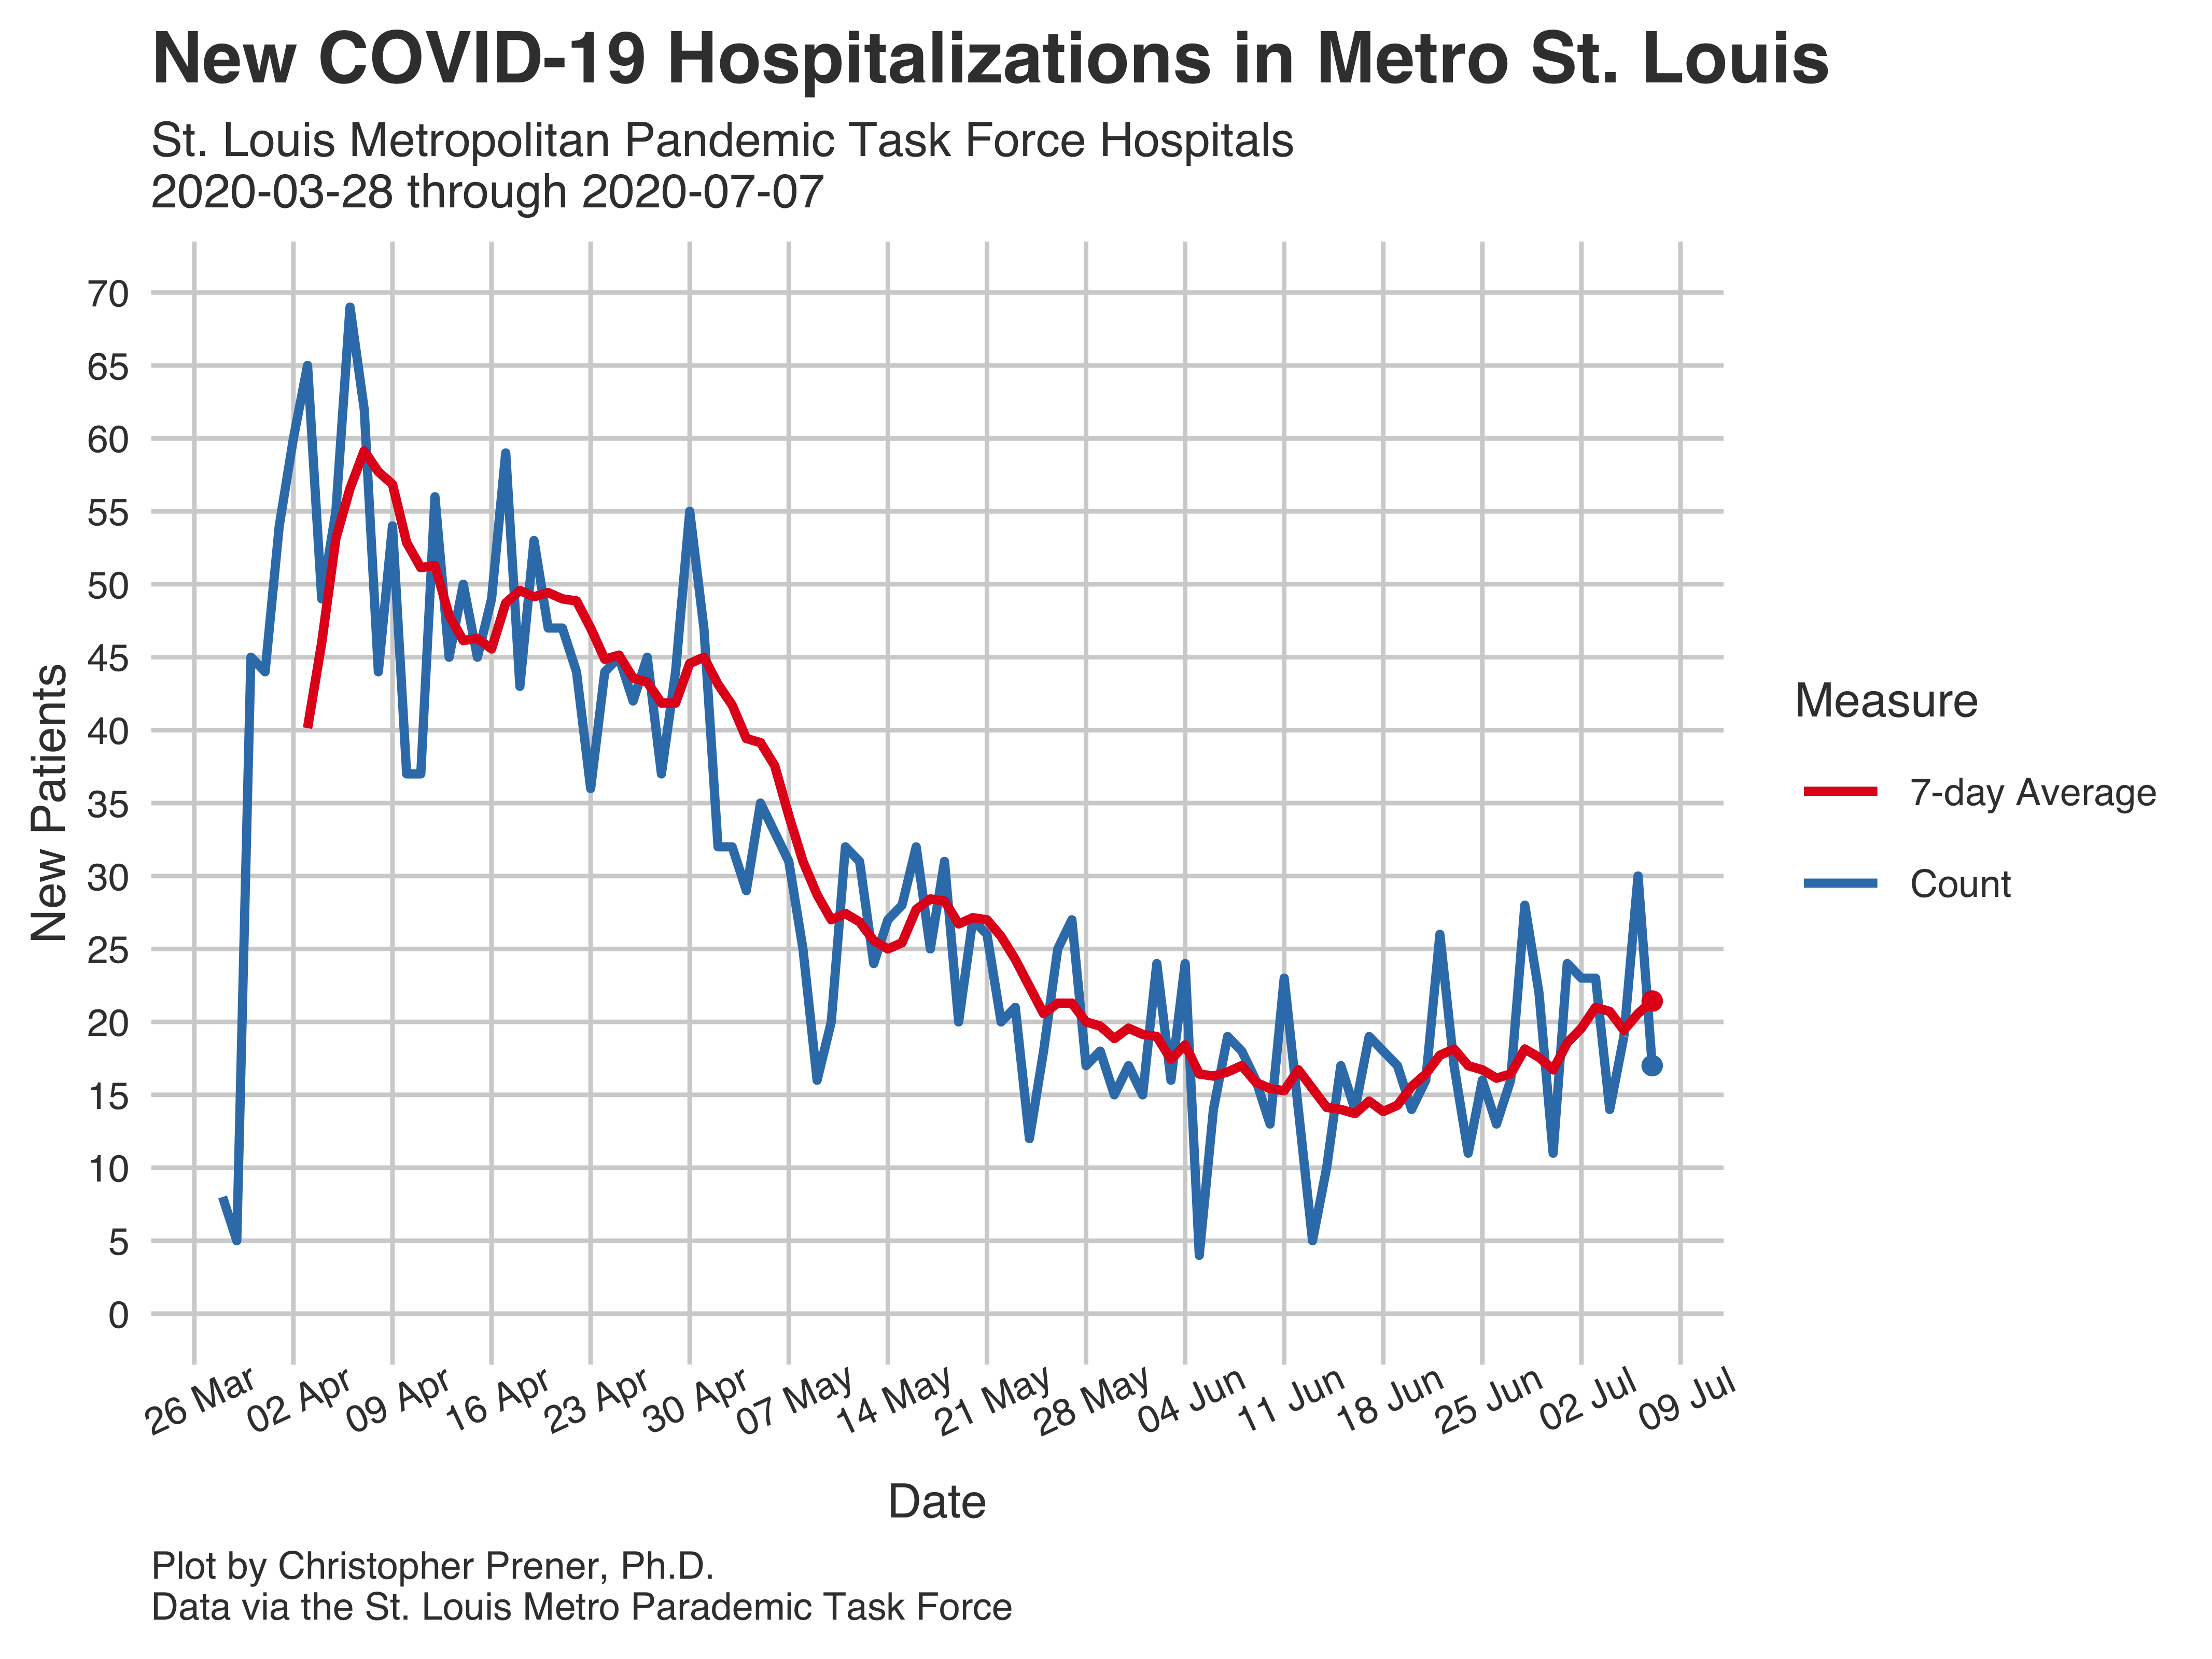 New COVID-19 Hospitalizations in Metro St. Louis
St. Louis Metropolitan Pandemic Task Force Hospitals
2020-03-28 through 2020-07-07
70
65
60
55
50
45
40
35
30
25
20
15
10
5
0
New Patients
26 Mar
02 Apr
09 Apr
16 Apr
23 Apr
30 Apr
07 May
14 May
21 May
28 May
04 Jun
11 Jun
18 Jun
25 Jun
02 Jul
09 Jul
Date
Measure
7-day Average
Count
Plot by Christopher Prener, Ph.D.
Data via the St. Louis Metro Parademic Task Force